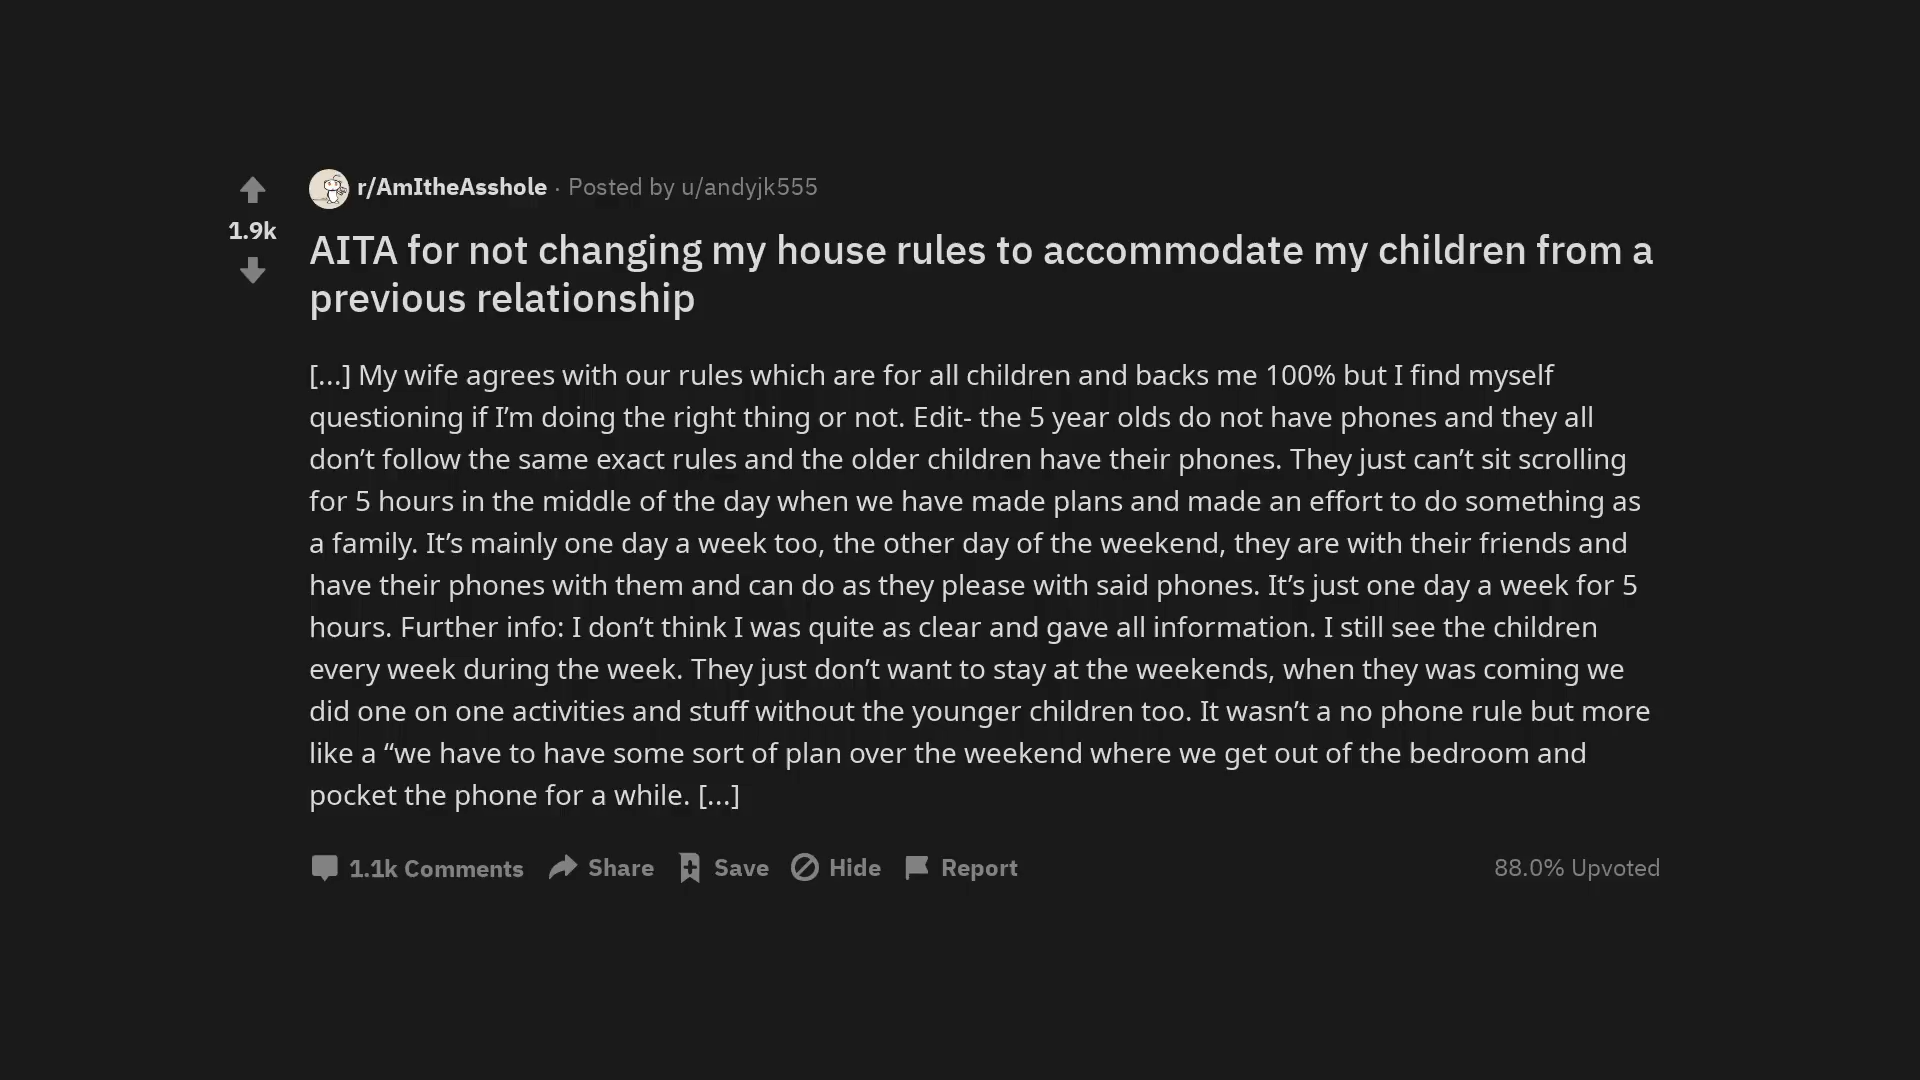 r/AmItheAsshole · Posted by u/andyjk555
1.9k
AITA for not changing my house rules to accommodate my children from a
previous relationship
[...] My wife agrees with our rules which are for all children and backs me 100% but I find myself
questioning if I’m doing the right thing or not. Edit- the 5 year olds do not have phones and they all
don’t follow the same exact rules and the older children have their phones. They just can’t sit scrolling
for 5 hours in the middle of the day when we have made plans and made an effort to do something as
a family. It’s mainly one day a week too, the other day of the weekend, they are with their friends and
have their phones with them and can do as they please with said phones. It’s just one day a week for 5
hours. Further info: I don’t think I was quite as clear and gave all information. I still see the children
every week during the week. They just don’t want to stay at the weekends, when they was coming we
did one on one activities and stuff without the younger children too. It wasn’t a no phone rule but more
like a “we have to have some sort of plan over the weekend where we get out of the bedroom and
pocket the phone for a while. [...]
1.1k Comments Share Save Hide Report 88.0% Upvoted